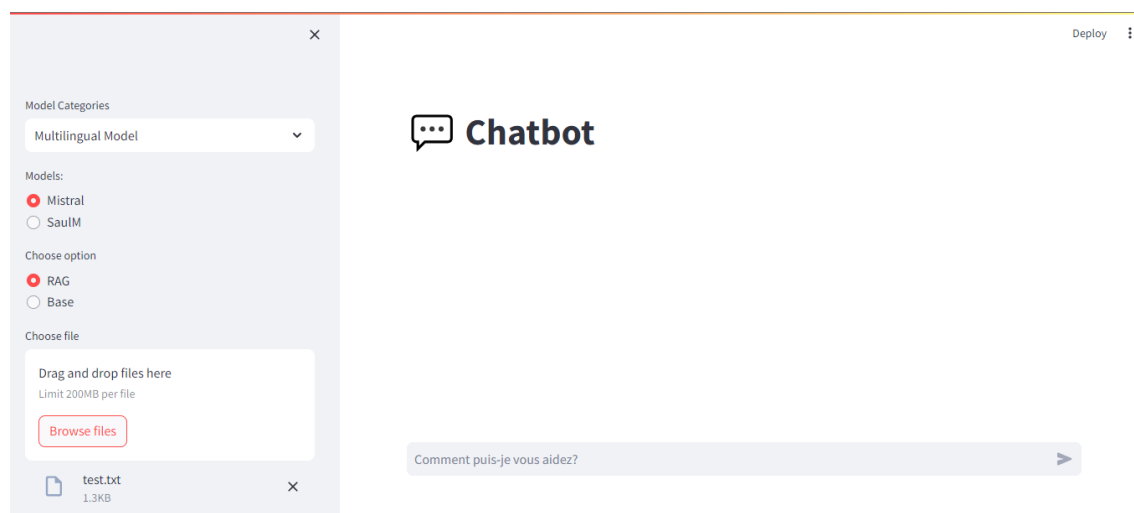 Model Categories
Multilingual Model
Models:
Mistral
SaulM
Choose option
RAG
Base
Choose file
Drag and drop files here
Limit 200MB per file
Browse files
test.txt
1.3KB
Deploy
Chatbot
Comment puis-je vous aidez?